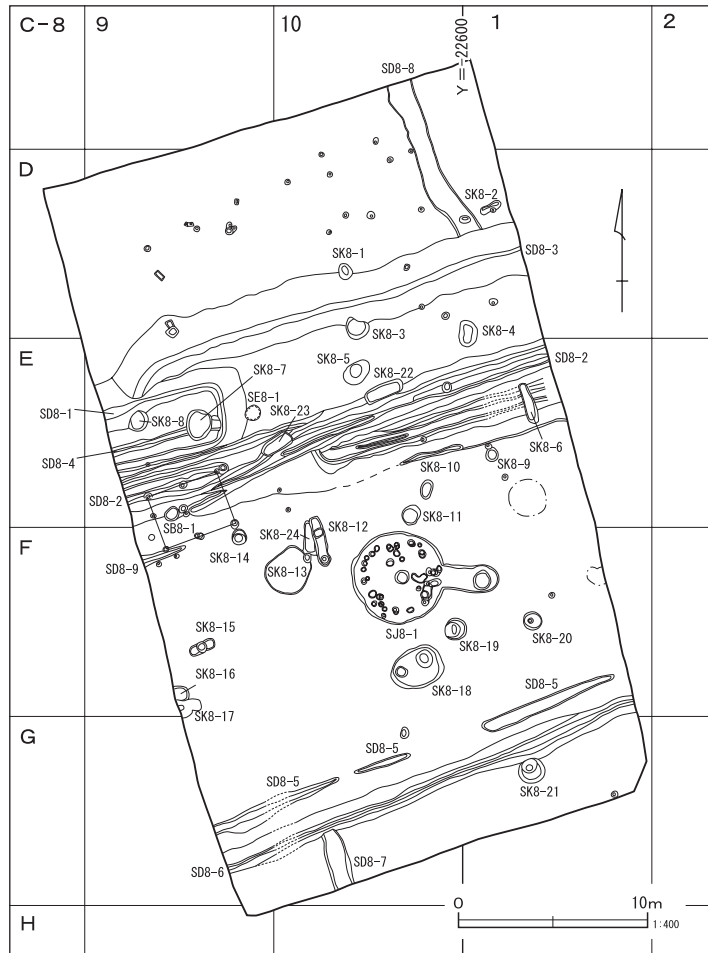 C-8 9 10 1 2
Y=-22600
SD8-8
D
SK8-2
SD8-3
SK8-1
SK8-3
SK8-4
E
SK8-5
SK8-7
SK8-22
SD8-2
SE8-1
SK8-23
SD8-1
SK8-8
SK8-6
SD8-4
SK8-10
SK8-9
SD8-2
SB8-1
SK8-11
F
SK8-24
SK8-12
SK8-14
SK8-13
SD8-9
SJ8-1
SK8-15
SK8-19
SK8-20
SK8-16
SK8-18
SD8-5
SK8-17
G
SD8-5
SD8-5
SK8-21
SD8-6
SD8-7
H
0 10m
1:400